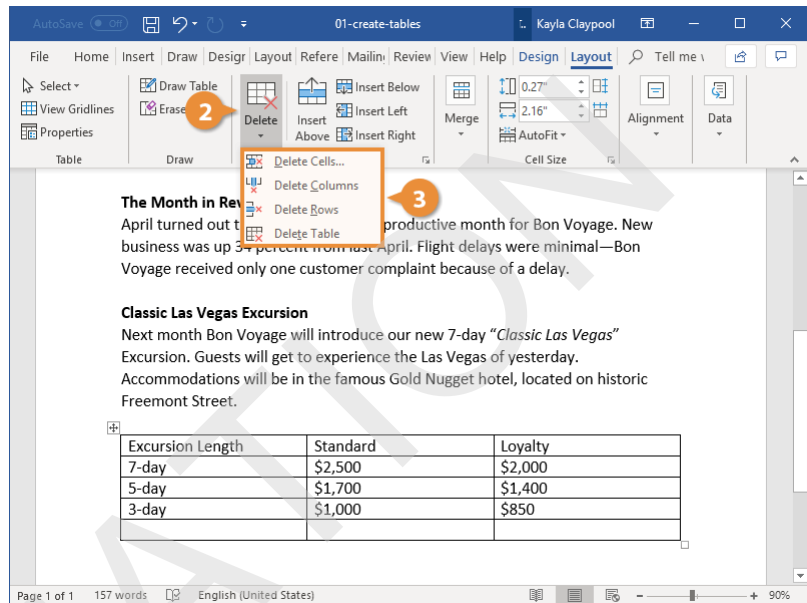 AutoSave Off 01-create-tables Kayla Claypool
File Home Insert Draw Desigr Layout Refere Mailin Review View Help Design Layout Tell me
Select
View Gridlines
Properties
Table
Draw Table
Erase
Draw
2
Delete
Insert
Above
Insert Below
Insert Left
Insert Right
Merge
0.27"
2.16"
AutoFit
Cell Size
Alignment
Data
Delete Cells...
Delete Columns
Delete Rows
Delete Table
3
The Month in Rev
April turned out t productive month for Bon Voyage. New
business was up 34 percent from last April. Flight delays were minimal—Bon
Voyage received only one customer complaint because of a delay.
Classic Las Vegas Excursion
Next month Bon Voyage will introduce our new 7-day “Classic Las Vegas”
Excursion. Guests will get to experience the Las Vegas of yesterday.
Accommodations will be in the famous Gold Nugget hotel, located on historic
Freemont Street.
Excursion Length Standard Loyalty
7-day $2,500 $2,000
5-day $1,700 $1,400
3-day $1,000 $850
Page 1 of 1 157 words English (United States) 90%
ATION